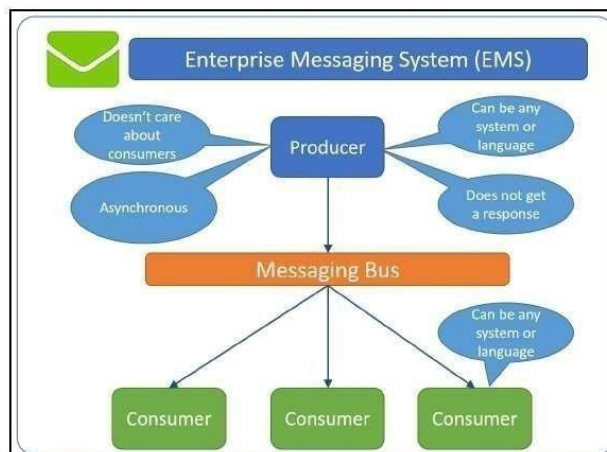 Enterprise Messaging System (EMS)
Doesn't care
about
consumers
Can be any
system or
language
Producer
Asynchronous
Does not get
a response
Messaging Bus
Can be any
system or
language
Consumer
Consumer
Consumer